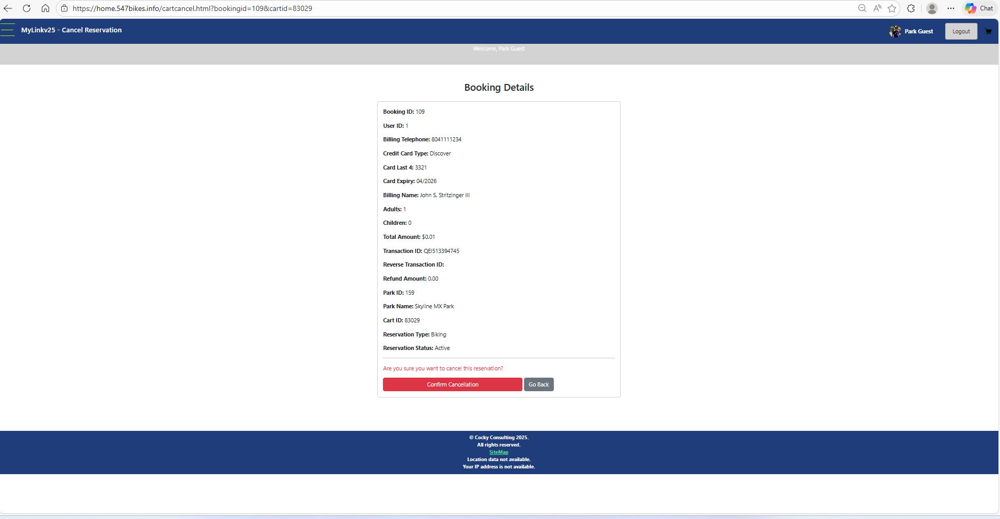 https://home.547bikes.info/cartcancel.html?bookingid=109&cartid=83029
Chat
MyLinkv25 - Cancel Reservation
Park Guest
Logout
Welcome, Park Guest
Booking Details
Booking ID: 109
User ID: 1
Billing Telephone: 8041111234
Credit Card Type: Discover
Card Last 4: 3321
Card Expiry: 04/2026
Billing Name: John S. Stritzinger III
Adults: 1
Children: 0
Total Amount: $0.01
Transaction ID: QEI513394745
Reverse Transaction ID:
Refund Amount: 0.00
Park ID: 159
Park Name: Skyline MX Park
Cart ID: 83029
Reservation Type: Biking
Reservation Status: Active
Are you sure you want to cancel this reservation?
Confirm Cancellation
Go Back
© Cocky Consulting 2025.
All rights reserved.
SiteMap
Location data not available.
Your IP address is not available.